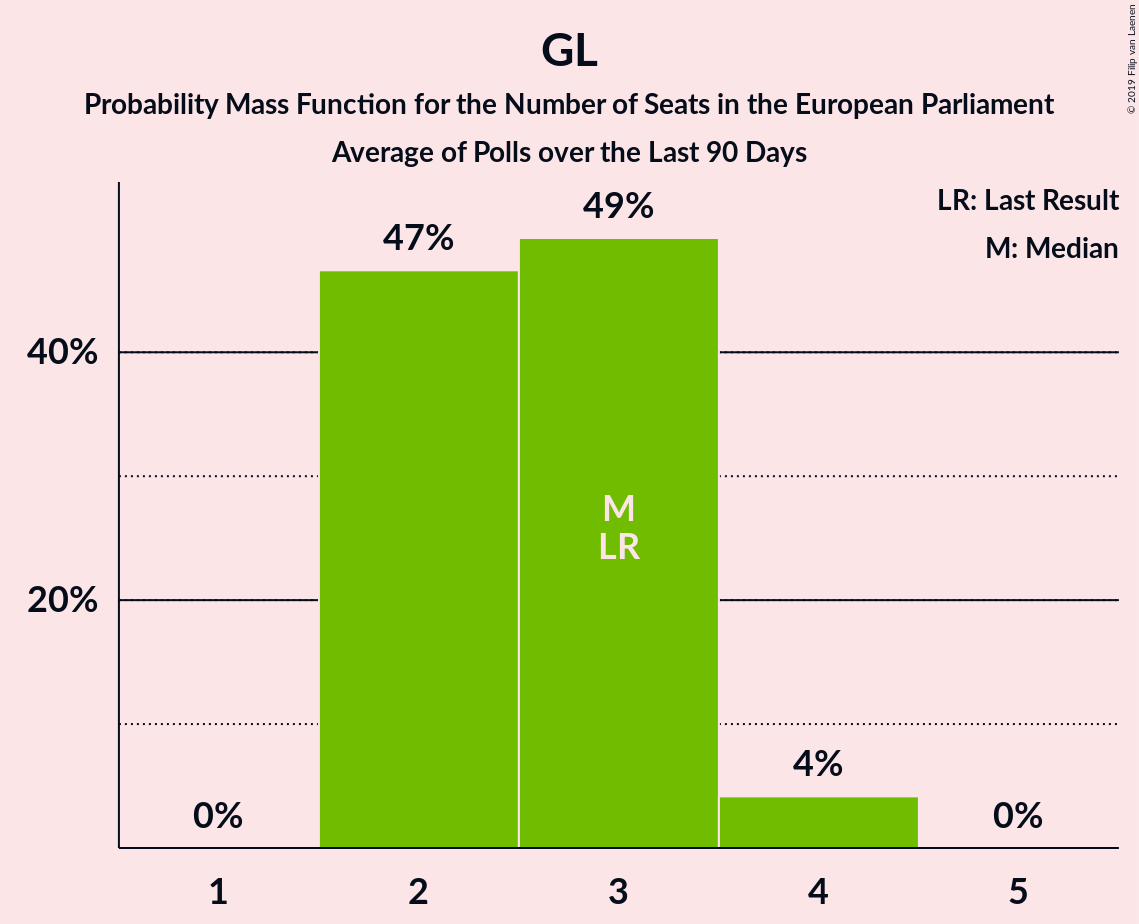 GL
Probability Mass Function for the Number of Seats in the European Parliament
Average of Polls over the Last 90 Days
© 2019 Filip van Laenen
LR: Last Result
M: Median
49%
47%
40%
M
LR
20%
4%
0%
0%
1
2
3
4
5